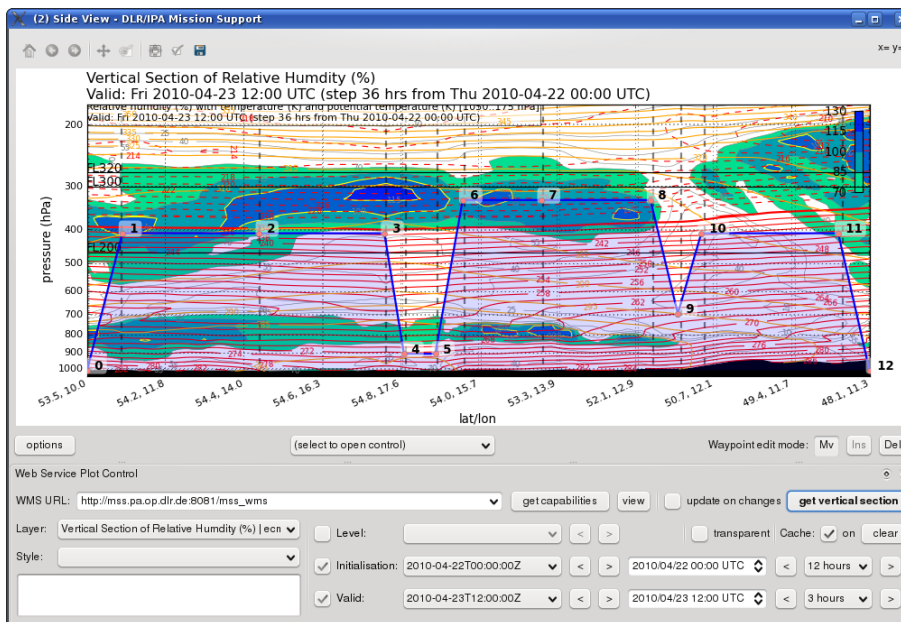 (2) Side View - DLR/IPA Mission Support
x= y=
Vertical Section of Relative Humdity (%)
Valid: Fri 2010-04-23 12:00 UTC (step 36 hrs from Thu 2010-04-22 00:00 UTC)
Relative humidity (%) with temperature (K) and potential temperature (K) [1050..175 hPa]
Valid: Fri 2010-04-23 12:00 UTC (step 36 hrs from Thu 2010-04-22 00:00 UTC)
130
115
100
85
70
200
300
400
500
600
700
800
900
1000
pressure (hPa)
FL320
FL300
FL200
0
1
2
3
4
5
6
7
8
9
10
11
12
53.5, 10.0
54.2, 11.8
54.4, 14.0
54.6, 16.3
54.8, 17.6
54.0, 15.7
53.3, 13.9
52.1, 12.9
50.7, 12.1
49.4, 11.7
48.1, 11.3
lat/lon
options
(select to open control)
Waypoint edit mode:
Mv
Ins
Del
Web Service Plot Control
WMS URL:
http://mss.pa.op.dlr.de:8081/mss_wms
get capabilities
view
update on changes
get vertical section
Layer:
Vertical Section of Relative Humdity (%) | ecn
Level:
<
>
transparent
Cache:
on
clear
Style:
Initialisation:
2010-04-22T00:00:00Z
<
>
2010/04/22 00:00 UTC
<
12 hours
>
Valid:
2010-04-23T12:00:00Z
<
>
2010/04/23 12:00 UTC
<
3 hours
>